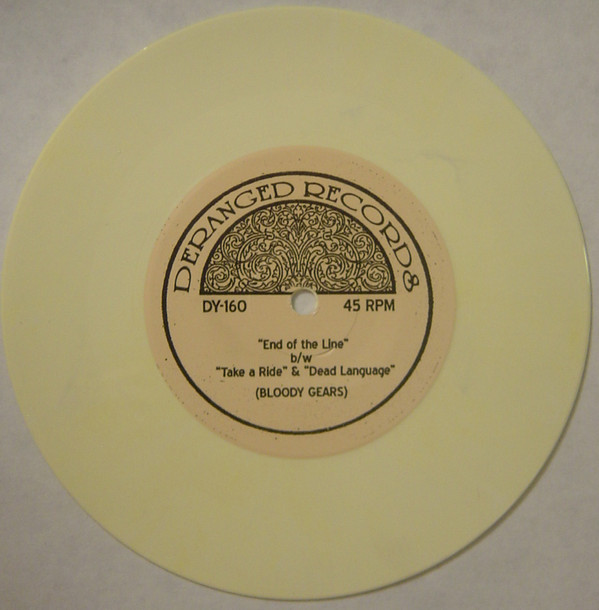 DERANGED RECORDS
DY-160 45 RPM
"End of the Line"
b/w
"Take a Ride" & "Dead Language"
(BLOODY GEARS)